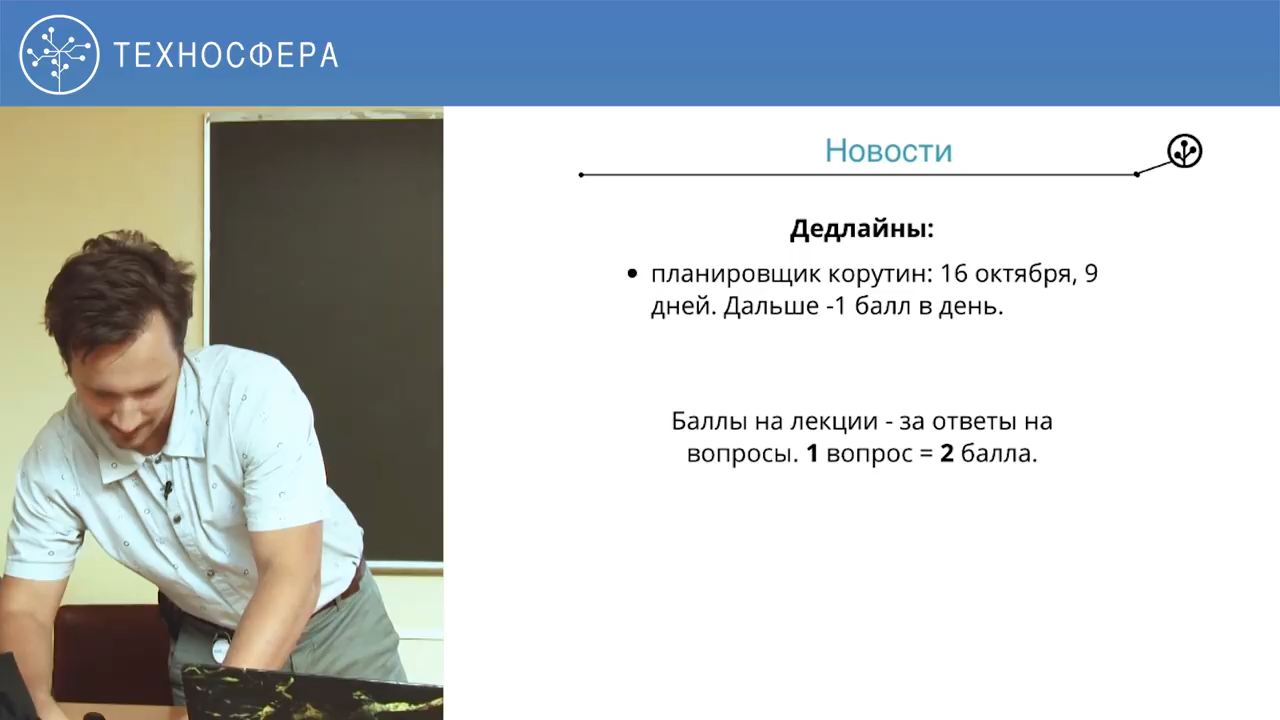 ТЕХНОСФЕРА
Новости
Дедлайны:
• планировщик корутин: 16 октября, 9
дней. Дальше -1 балл в день.
Баллы на лекции - за ответы на
вопросы. 1 вопрос = 2 балла.